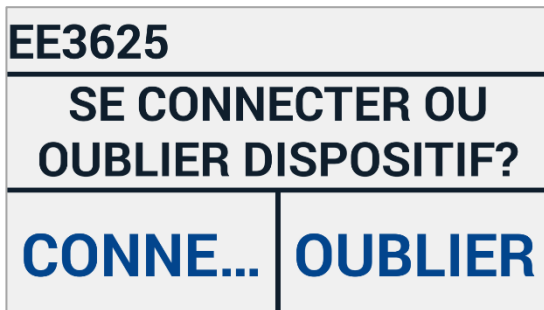 EE3625
SE CONNECTER OU
OUBLIER DISPOSITIF?
CONNE... OUBLIER